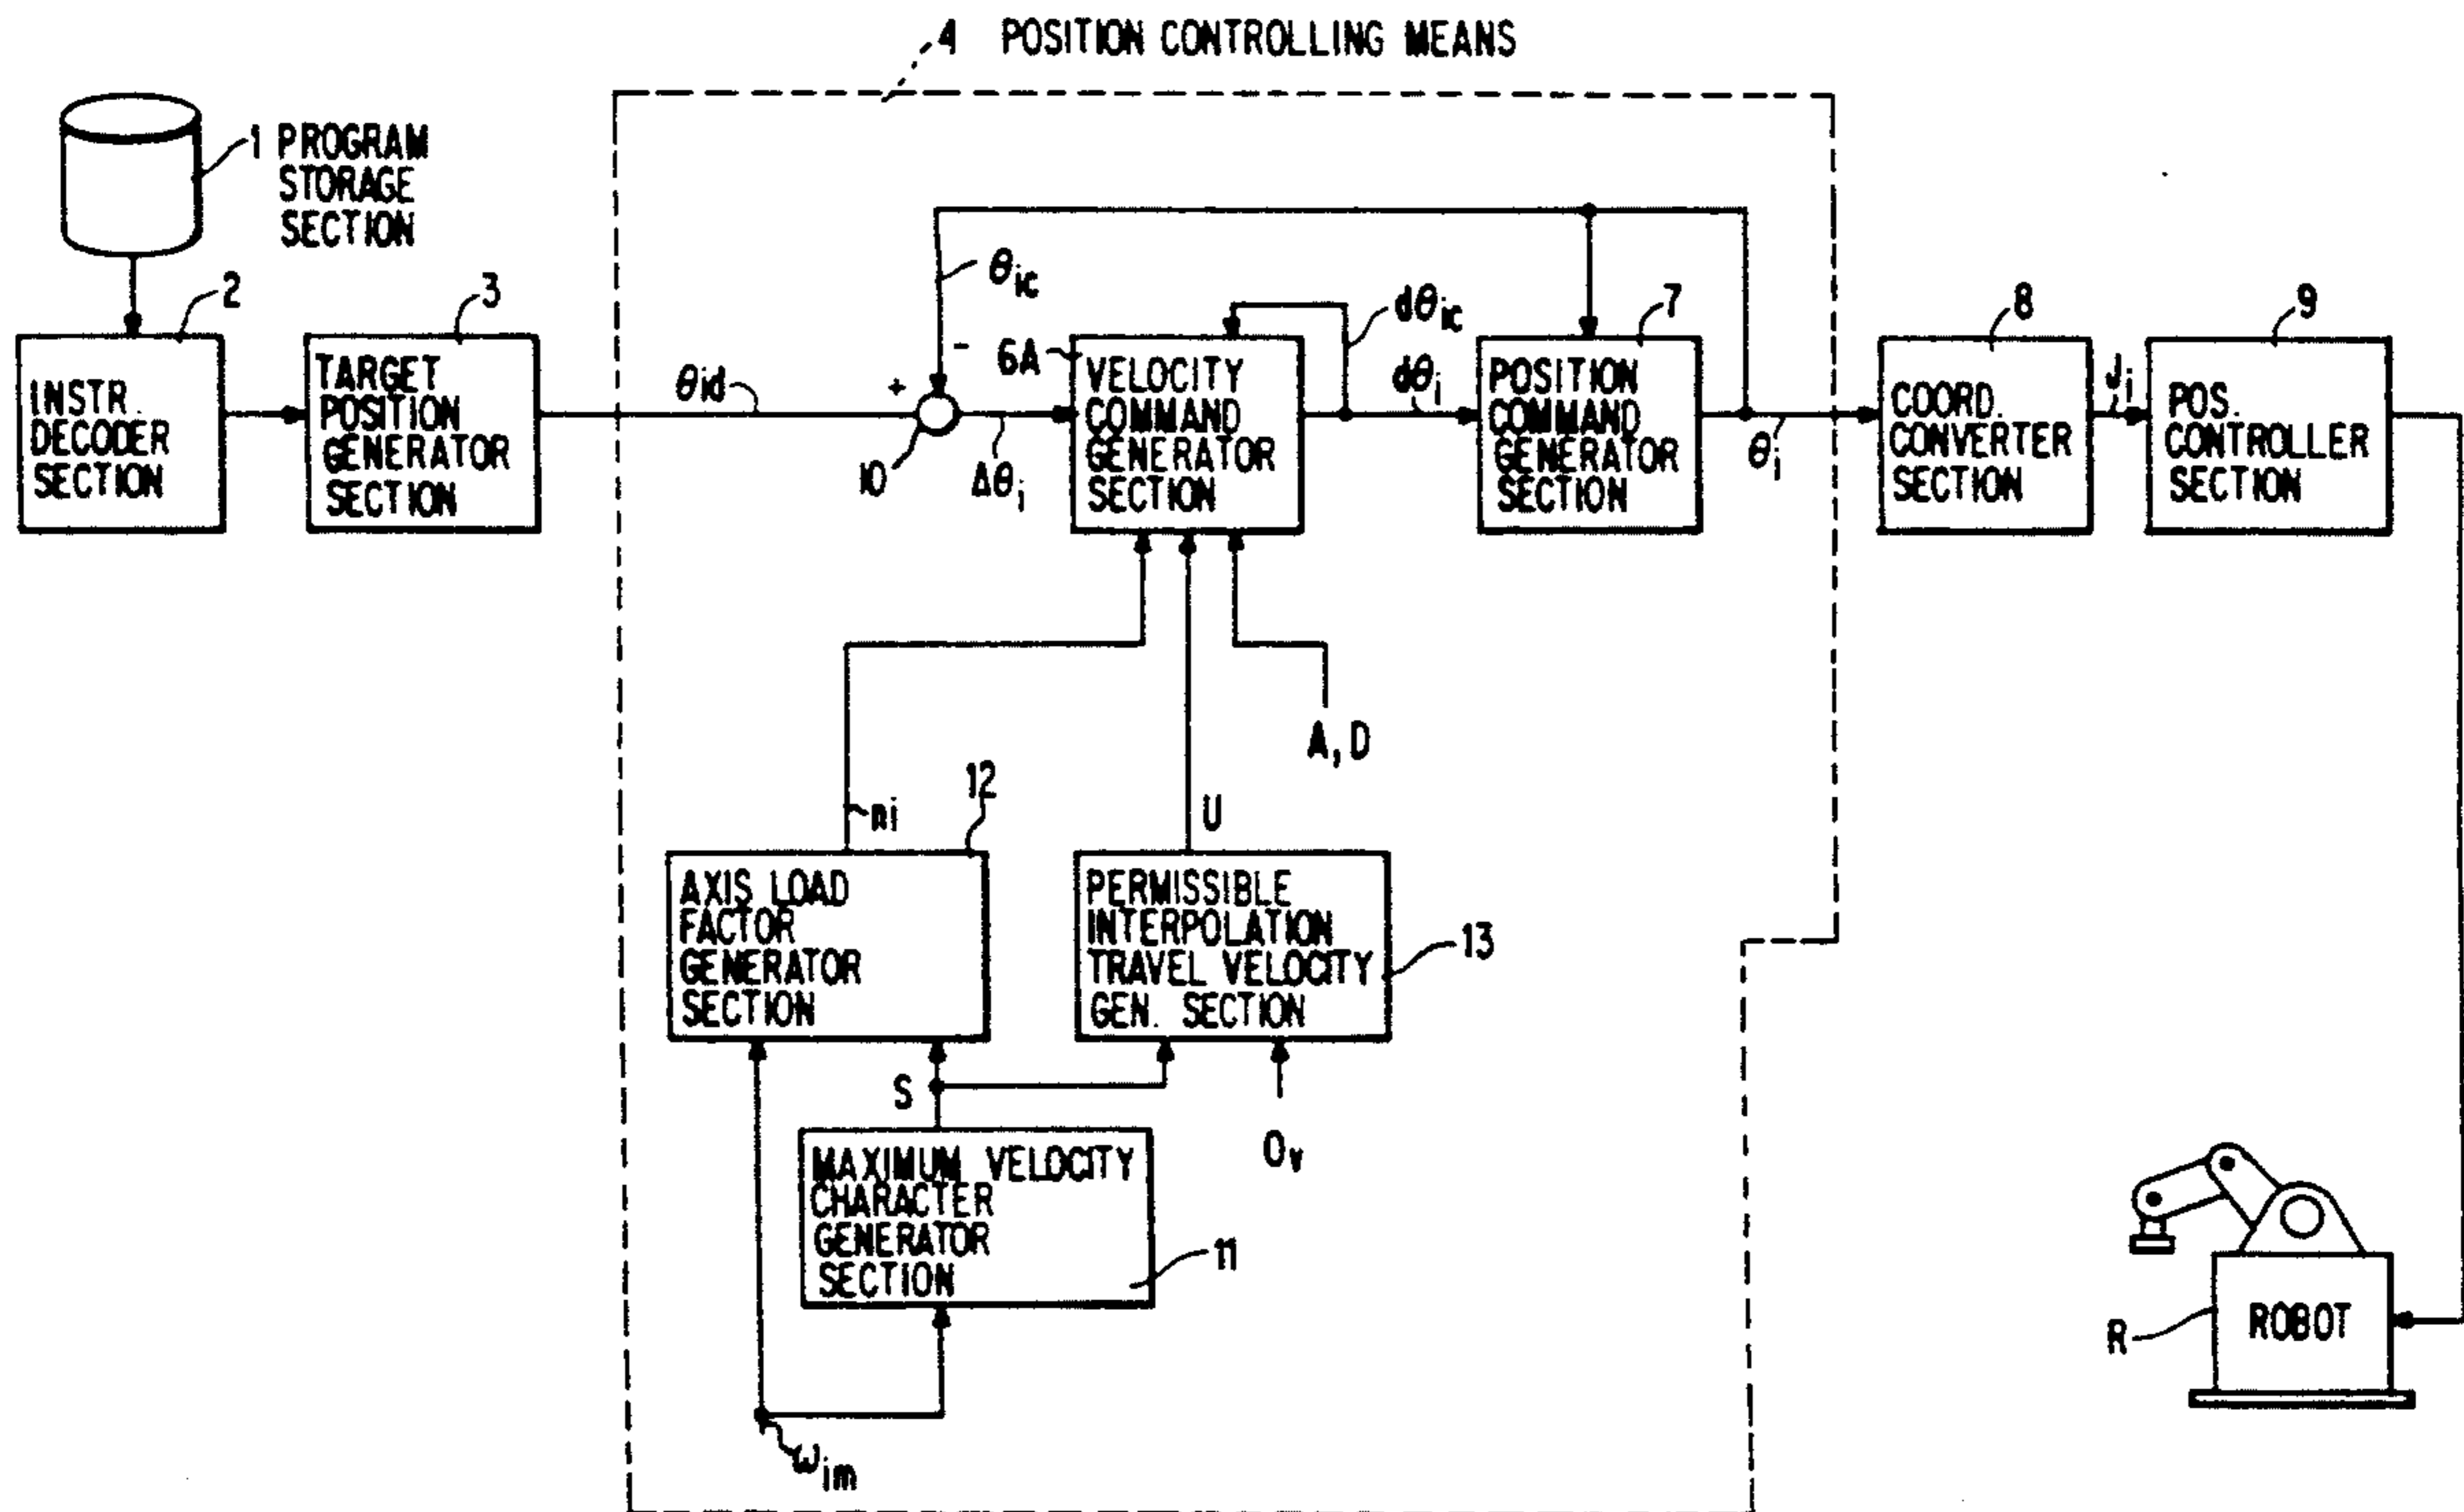 4 POSITION CONTROLLING MEANS
1 PROGRAM
STORAGE
SECTION
2
INSTR.
DECODER
SECTION
3
TARGET
POSITION
GENERATOR
SECTION
θid
+
-
θic
10
Δθi
6A
VELOCITY
COMMAND
GENERATOR
SECTION
dθic
dθi
7
POSITION
COMMAND
GENERATOR
SECTION
θi
8
COORD.
CONVERTER
SECTION
Ji
9
POS.
CONTROLLER
SECTION
A, D
ni
U
12
AXIS LOAD
FACTOR
GENERATOR
SECTION
PERMISSIBLE
INTERPOLATION
TRAVEL VELOCITY
GEN. SECTION
13
S
Ov
MAXIMUM VELOCITY
CHARACTER
GENERATOR
SECTION
11
ωim
R
ROBOT